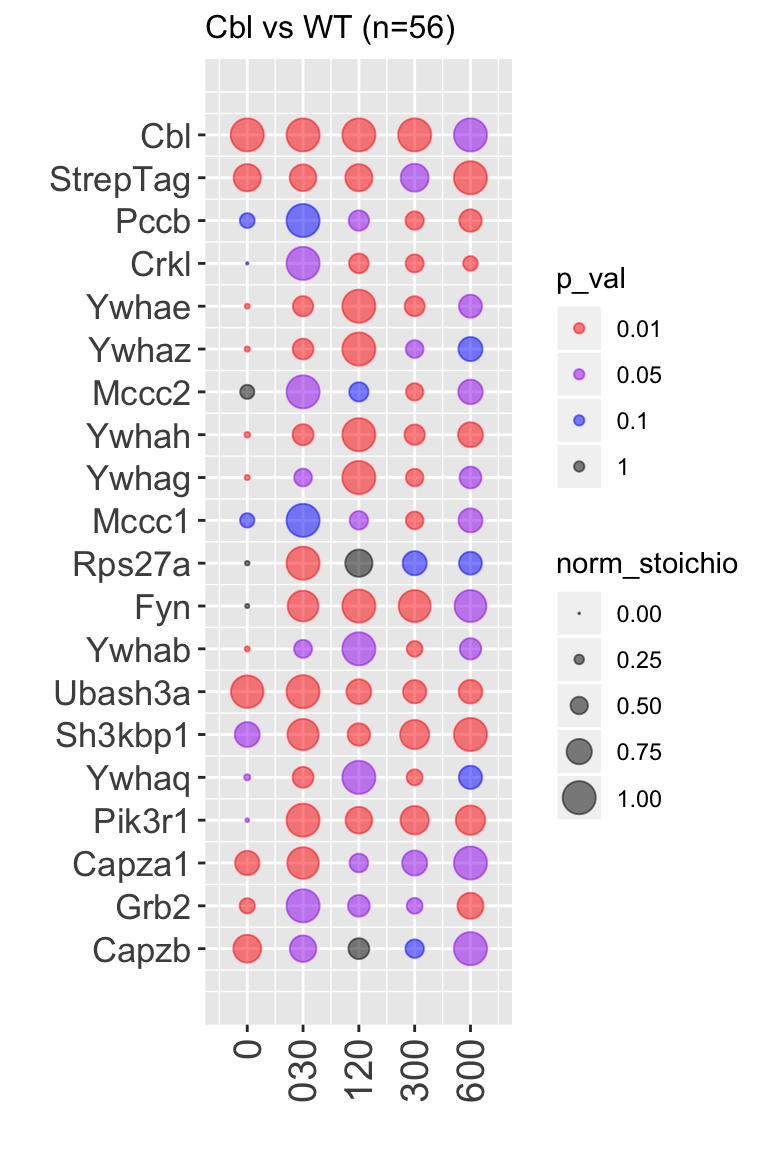 Cbl vs WT (n=56)
Cbl
StrepTag
Pccb
Crkl
Ywhae
Ywhaz
Mccc2
Ywhah
Ywhag
Mccc1
Rps27a
Fyn
Ywhab
Ubash3a
Sh3kbp1
Ywhaq
Pik3r1
Capza1
Grb2
Capzb
0
030
120
300
600
p_val
0.01
0.05
0.1
1
norm_stoichio
0.00
0.25
0.50
0.75
1.00